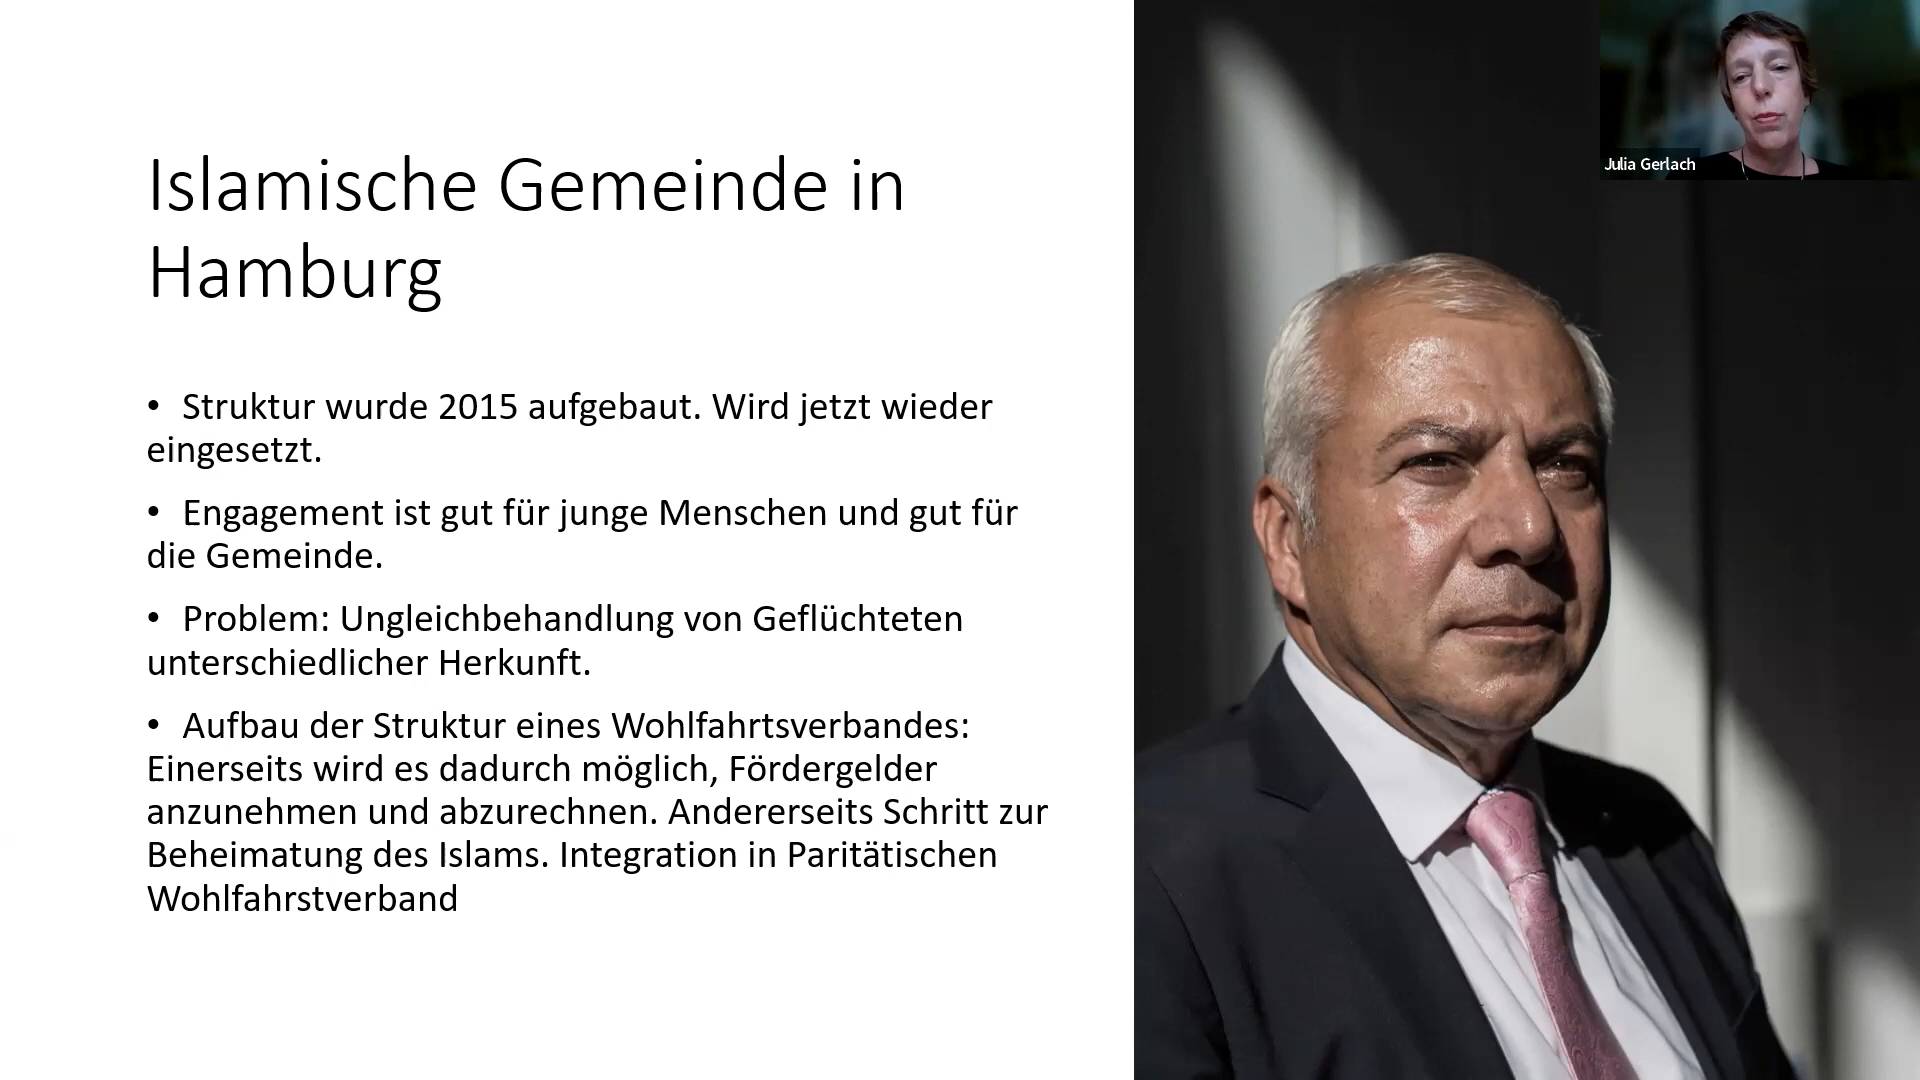 Islamische Gemeinde in
Hamburg
• Struktur wurde 2015 aufgebaut. Wird jetzt wieder
eingesetzt.
• Engagement ist gut für junge Menschen und gut für
die Gemeinde.
• Problem: Ungleichbehandlung von Geflüchteten
unterschiedlicher Herkunft.
• Aufbau der Struktur eines Wohlfahrtsverbandes:
Einerseits wird es dadurch möglich, Fördergelder
anzunehmen und abzurechnen. Andererseits Schritt zur
Beheimatung des Islams. Integration in Paritätischen
Wohlfahrstverband
Julia Gerlach